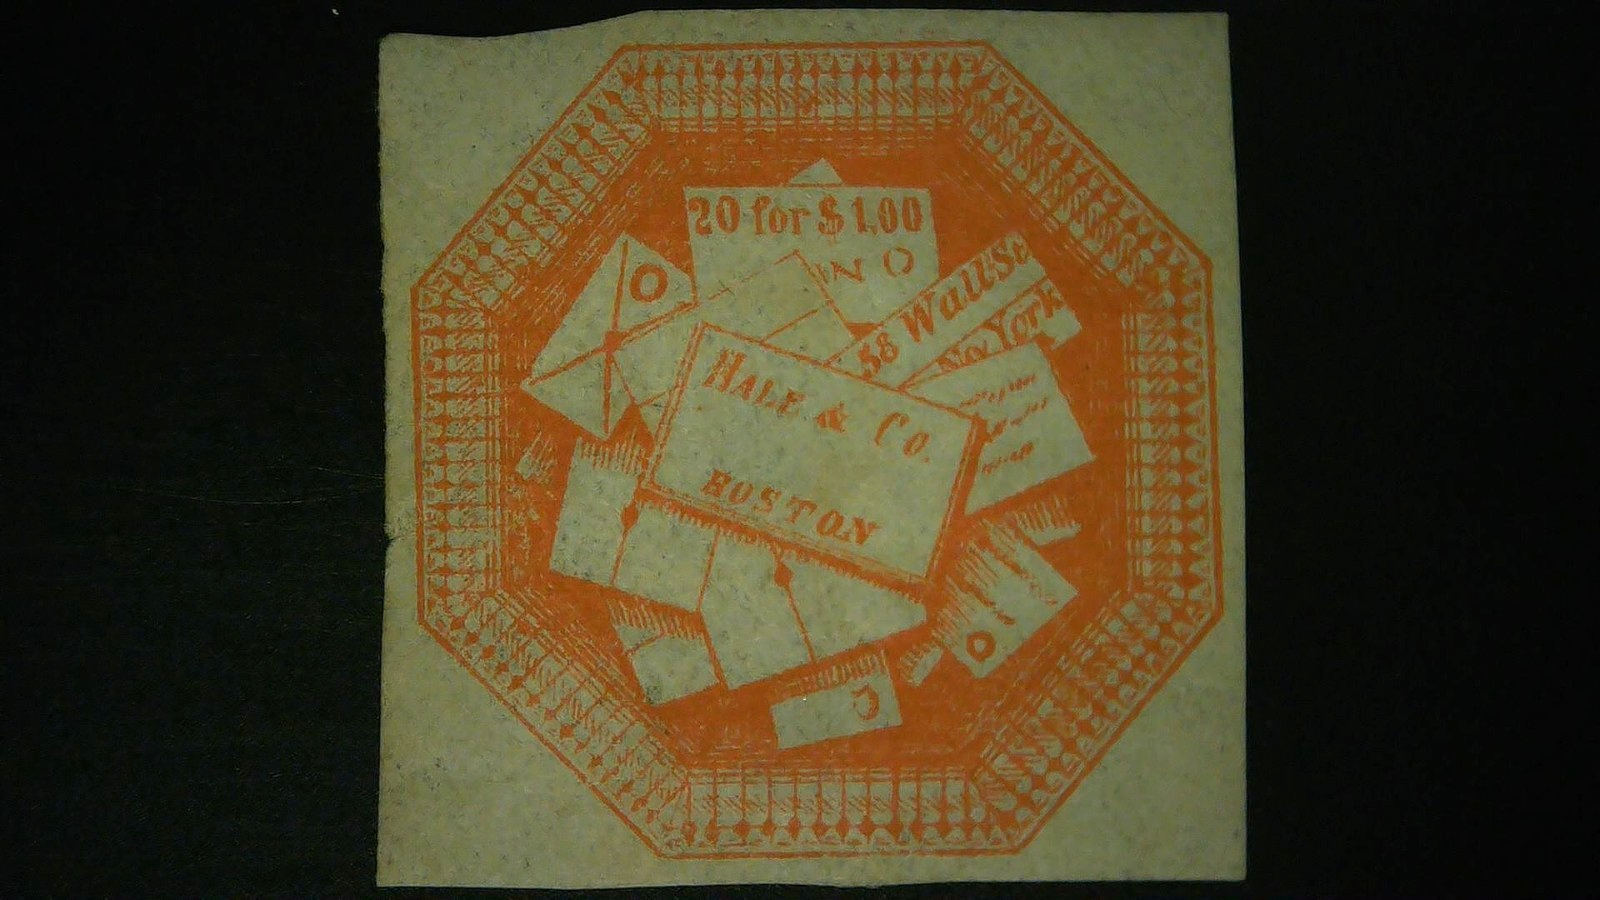 20 for $1.00
58 Wall St
New York
HALE & Co.
BOSTON